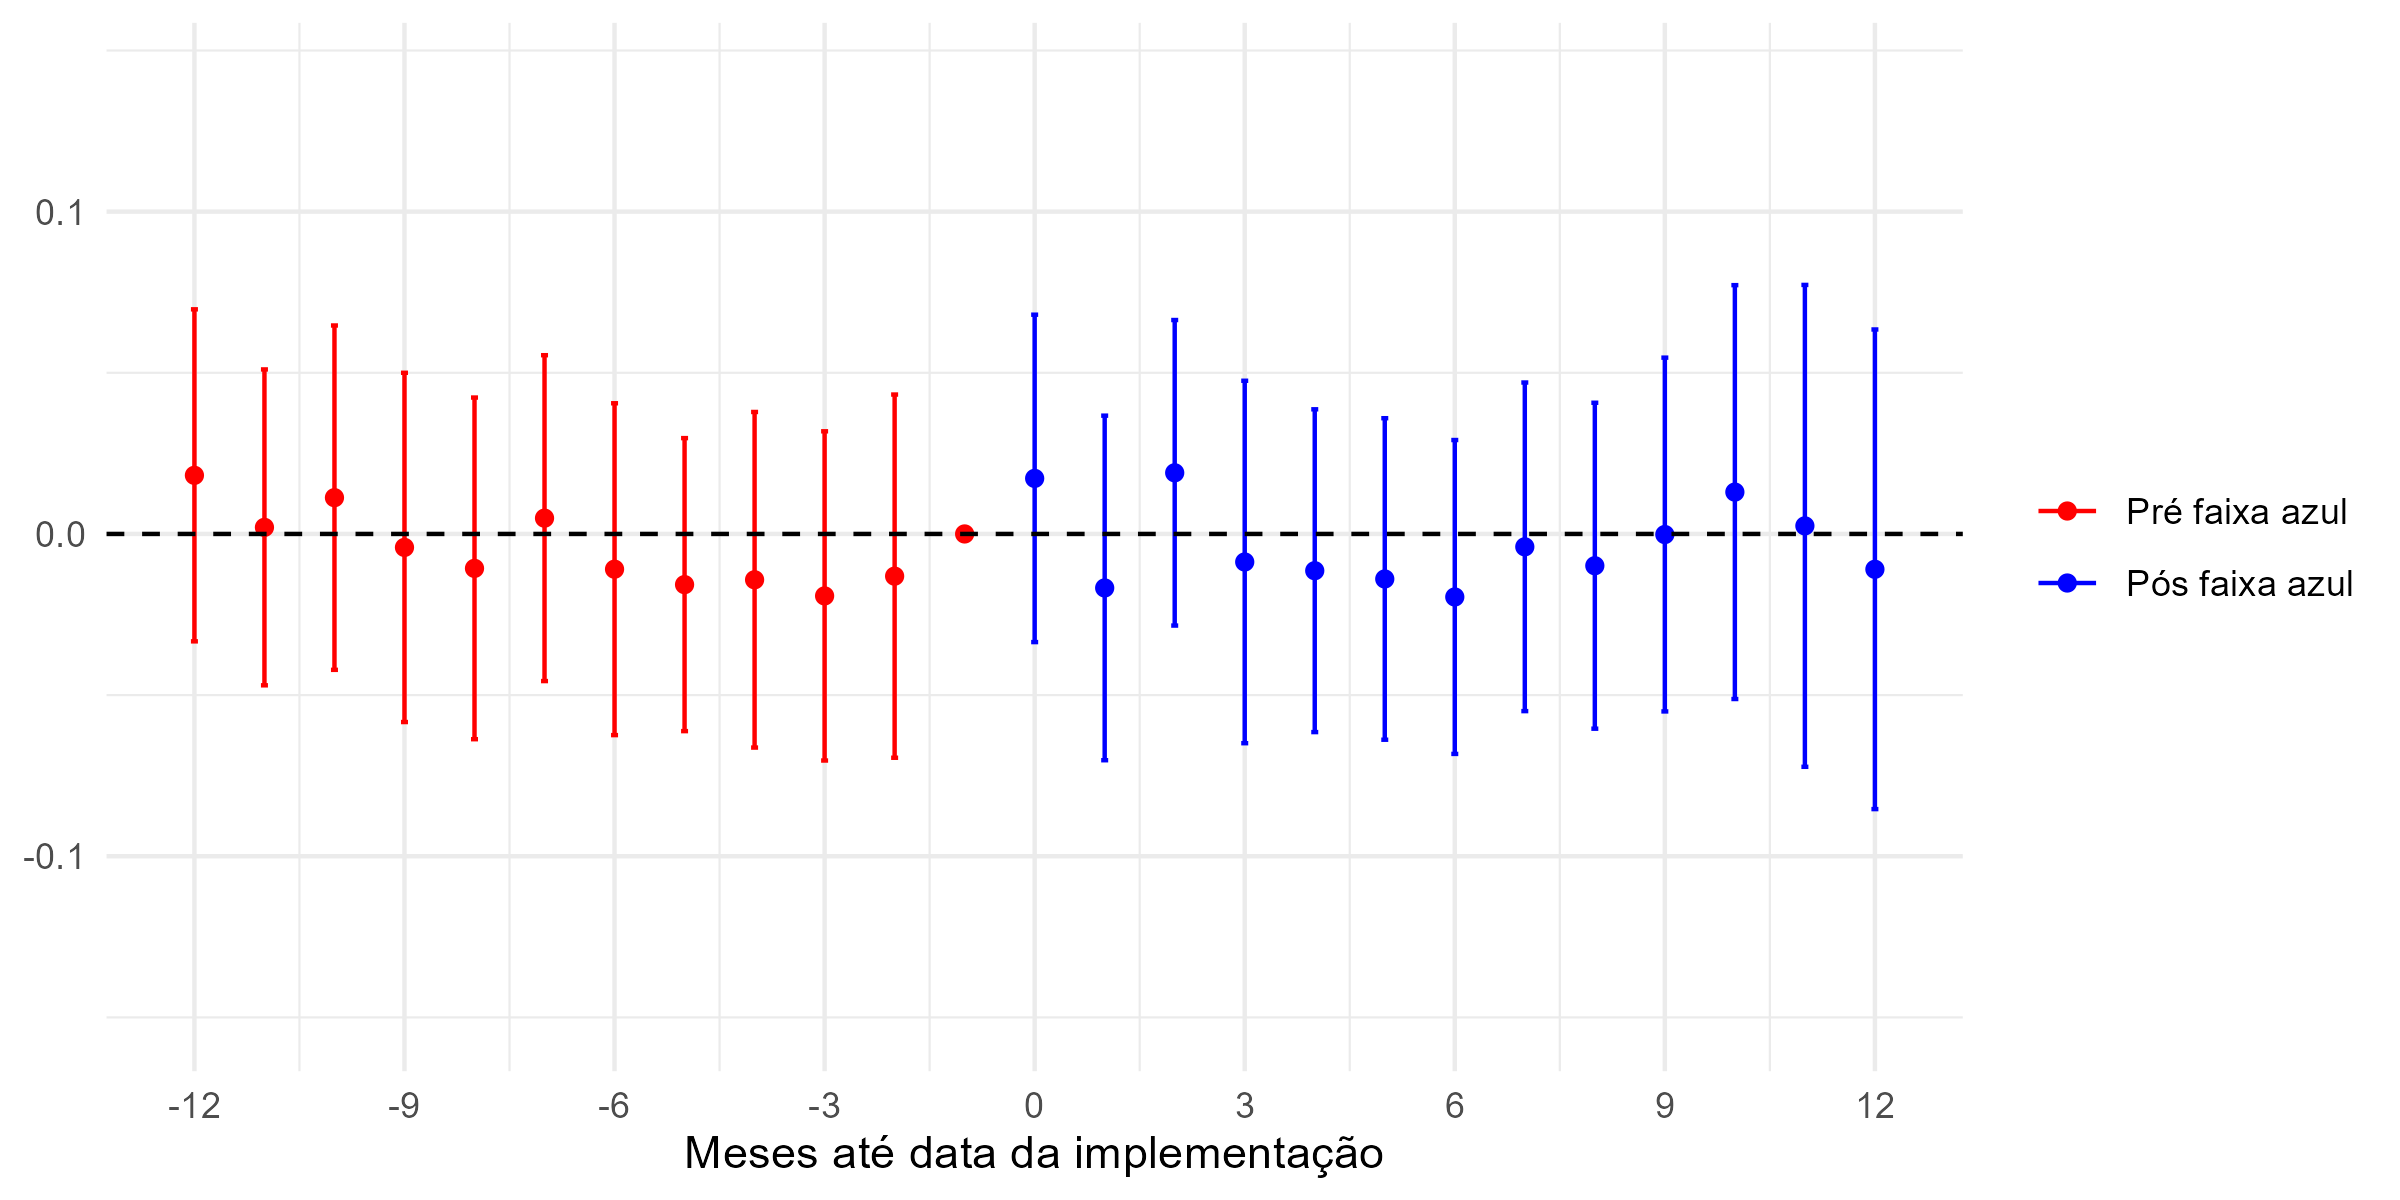 0.1
0.0
-0.1
-12 -9 -6 -3 0 3 6 9 12
Meses até data da implementação
Pré faixa azul
Pós faixa azul